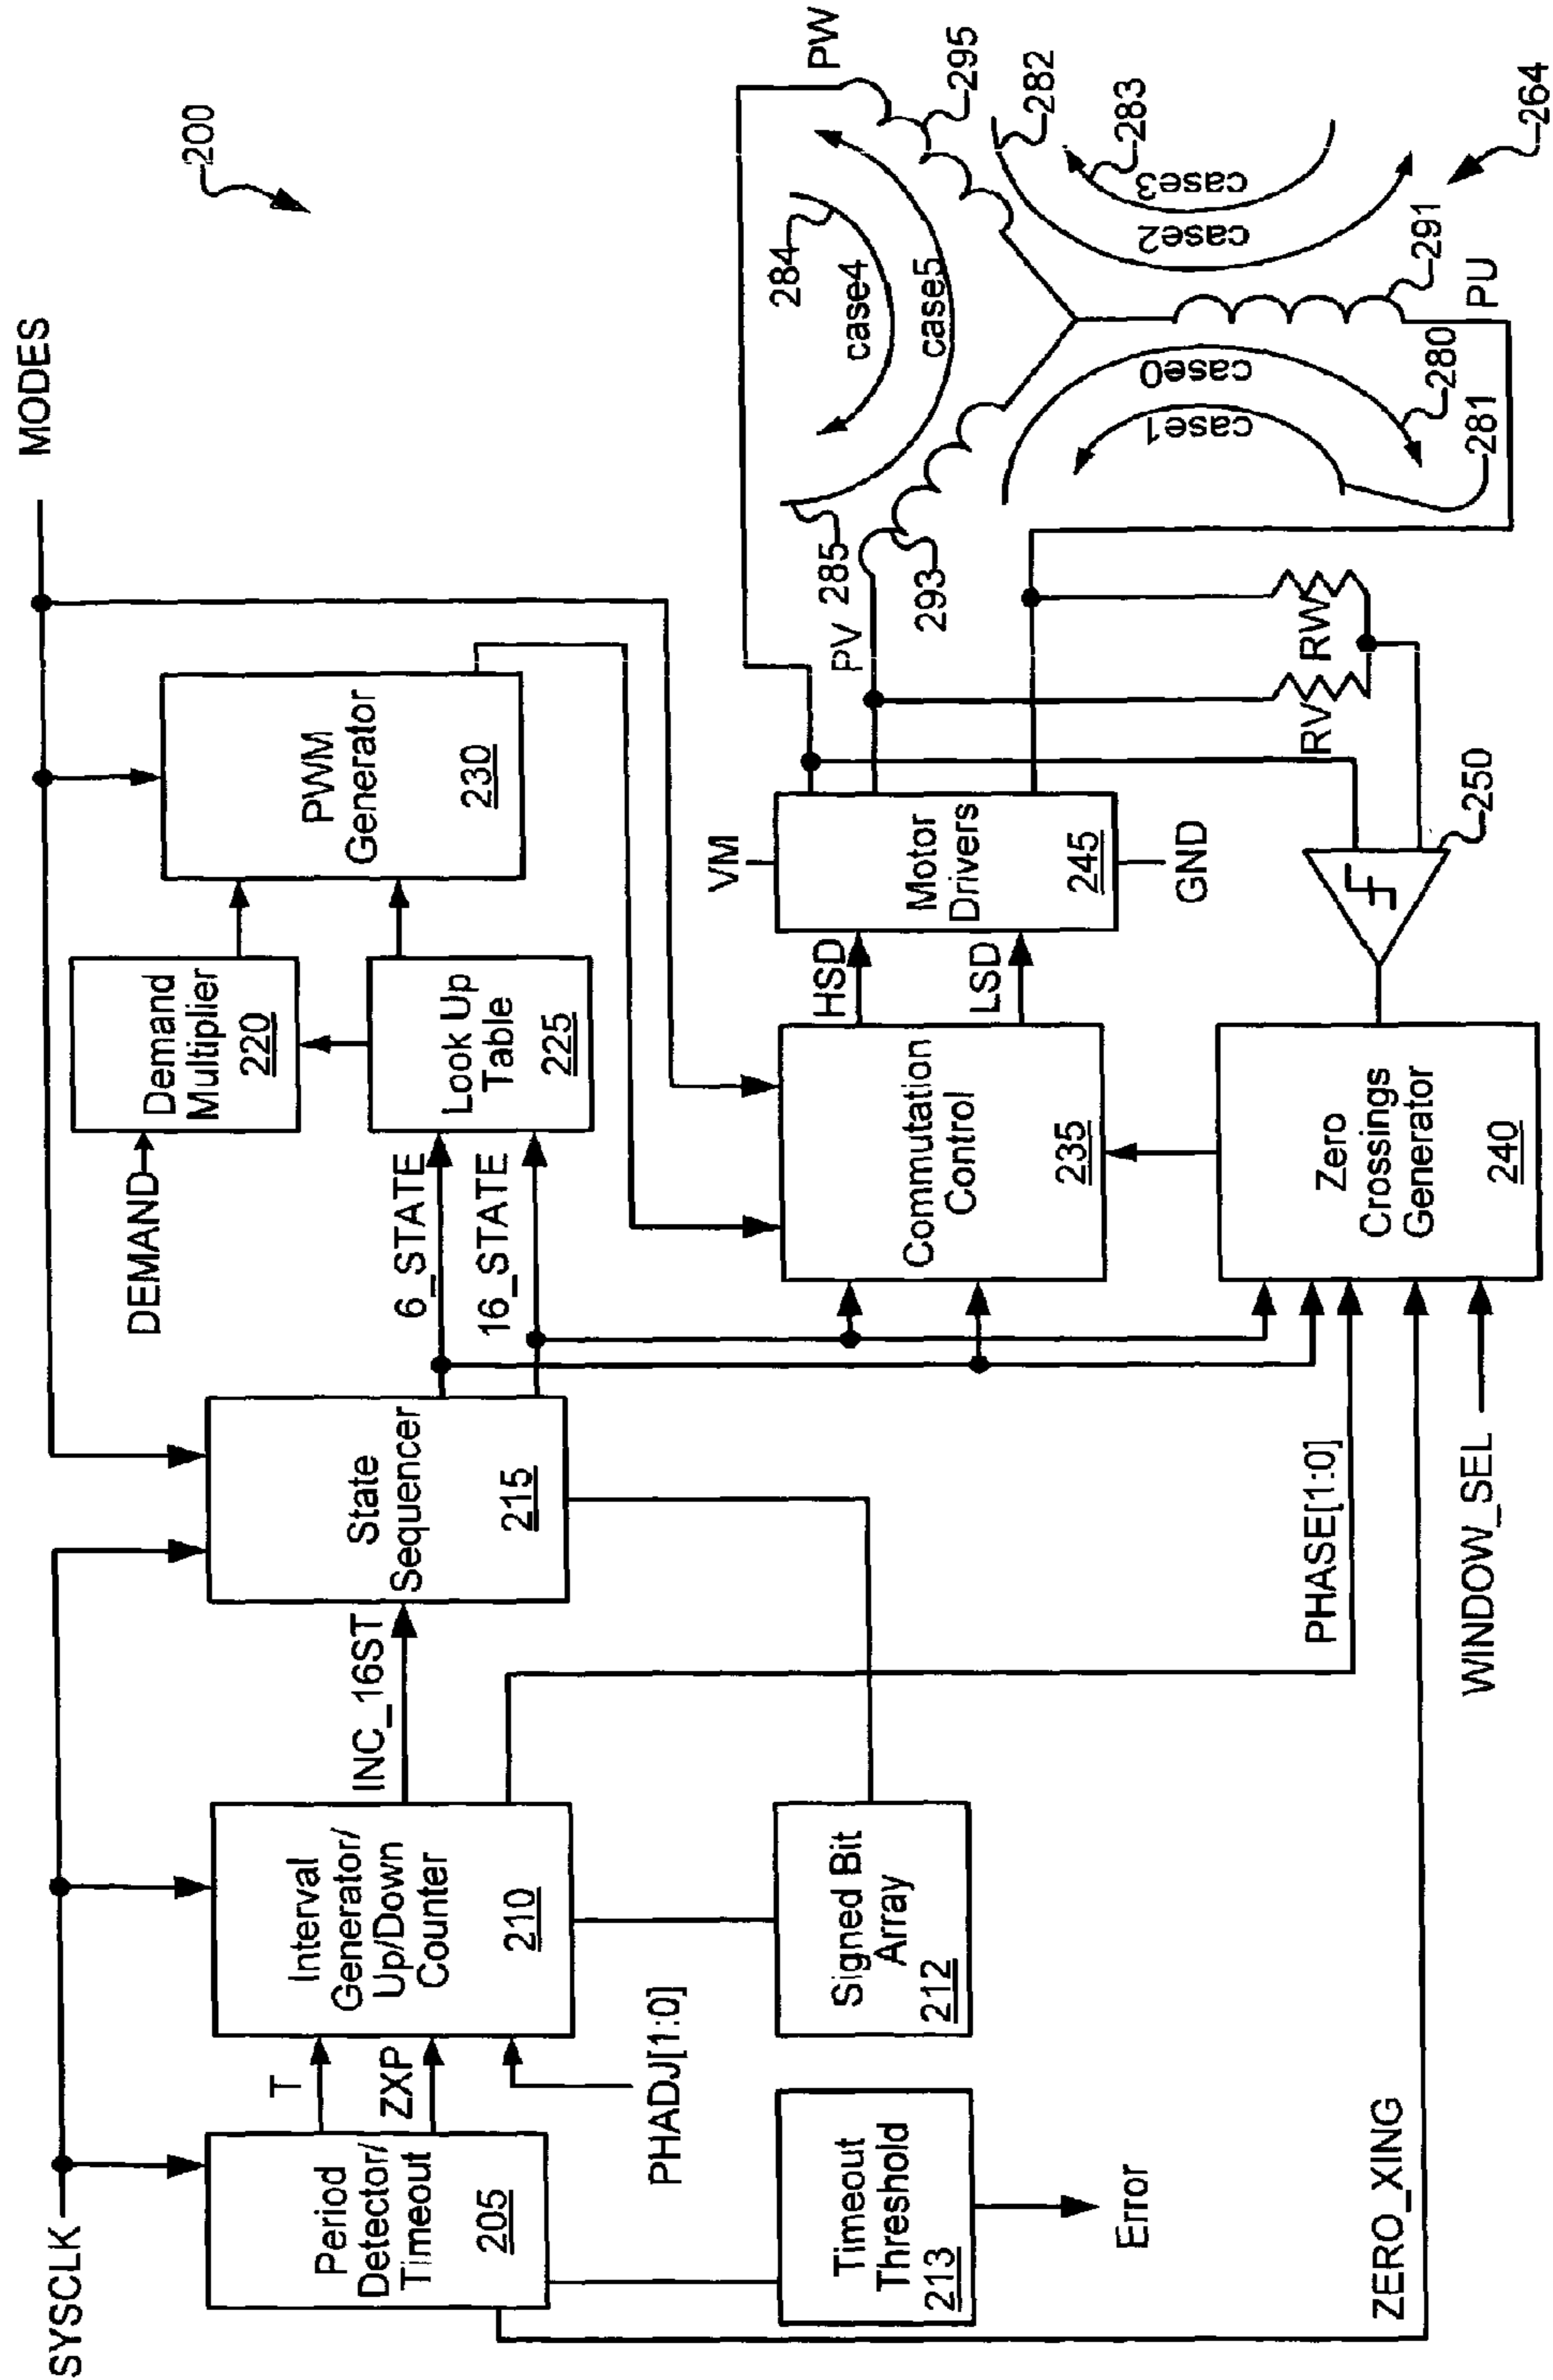 200
MODES
SYSCLK
DEMAND
Period
Detector/
Timeout
205
T
ZXP
PHADJ[1:0]
Interval
Generator/
Up/Down
Counter
210
INC_16ST
State
Sequencer
215
6_STATE
16_STATE
Demand
Multiplier
220
Look Up
Table
225
PWM
Generator
230
Timeout
Threshold
213
Error
Signed Bit
Array
212
Commutation
Control
235
HSD
LSD
VM
Motor
Drivers
245
GND
ZERO_XING
PHASE[1:0]
WINDOW_SEL
Zero
Crossings
Generator
240
250
RV
RW
PV
285
293
PW
295
284
case4
case5
282
283
case3
case2
264
291
PU
case0
case1
280
281